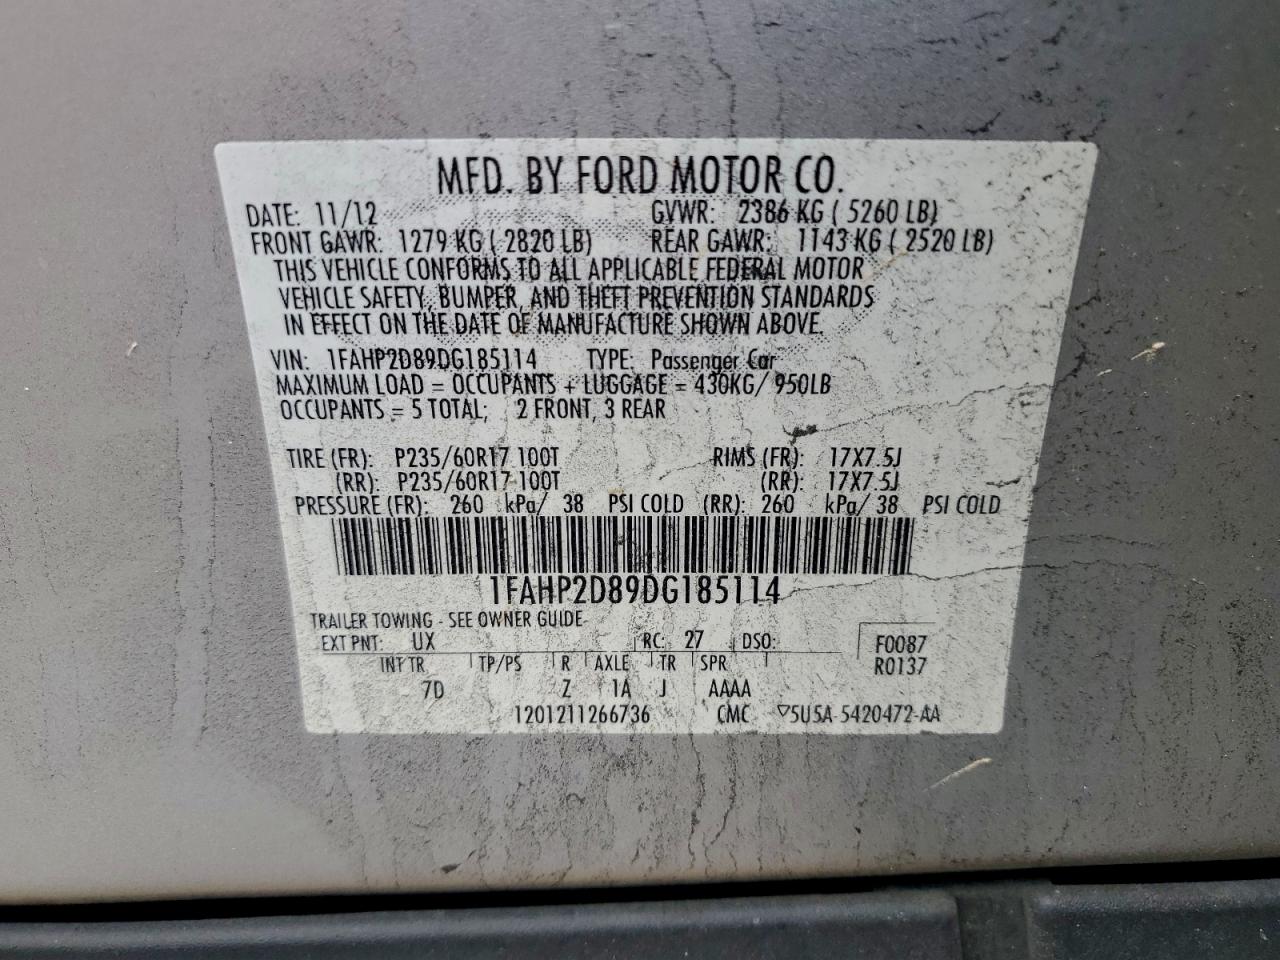 MFD. BY FORD MOTOR CO.
DATE: 11/12 GVWR: 2386 KG ( 5260 LB)
FRONT GAWR: 1279 KG ( 2820 LB) REAR GAWR: 1143 KG ( 2520 LB)
THIS VEHICLE CONFORMS TO ALL APPLICABLE FEDERAL MOTOR
VEHICLE SAFETY, BUMPER, AND THEFT PREVENTION STANDARDS
IN EFFECT ON THE DATE OF MANUFACTURE SHOWN ABOVE.
VIN: 1FAHP2D89DG185114 TYPE: Passenger Car
MAXIMUM LOAD = OCCUPANTS + LUGGAGE = 430KG/ 950LB
OCCUPANTS = 5 TOTAL; 2 FRONT, 3 REAR
TIRE (FR): P235/60R17 100T RIMS (FR): 17X7.5J
(RR): P235/60R17 100T (RR): 17X7.5J
PRESSURE (FR): 260 kPa/ 38 PSI COLD (RR): 260 kPa/ 38 PSI COLD
1FAHP2D89DG185114
TRAILER TOWING - SEE OWNER GUIDE
EXT PNT: UX RC: 27 DSO: F0087
INT TR TP/PS R AXLE TR SPR R0137
7D Z 1A J AAAA
1201211266736 CMC ▽5U5A-5420472-AA